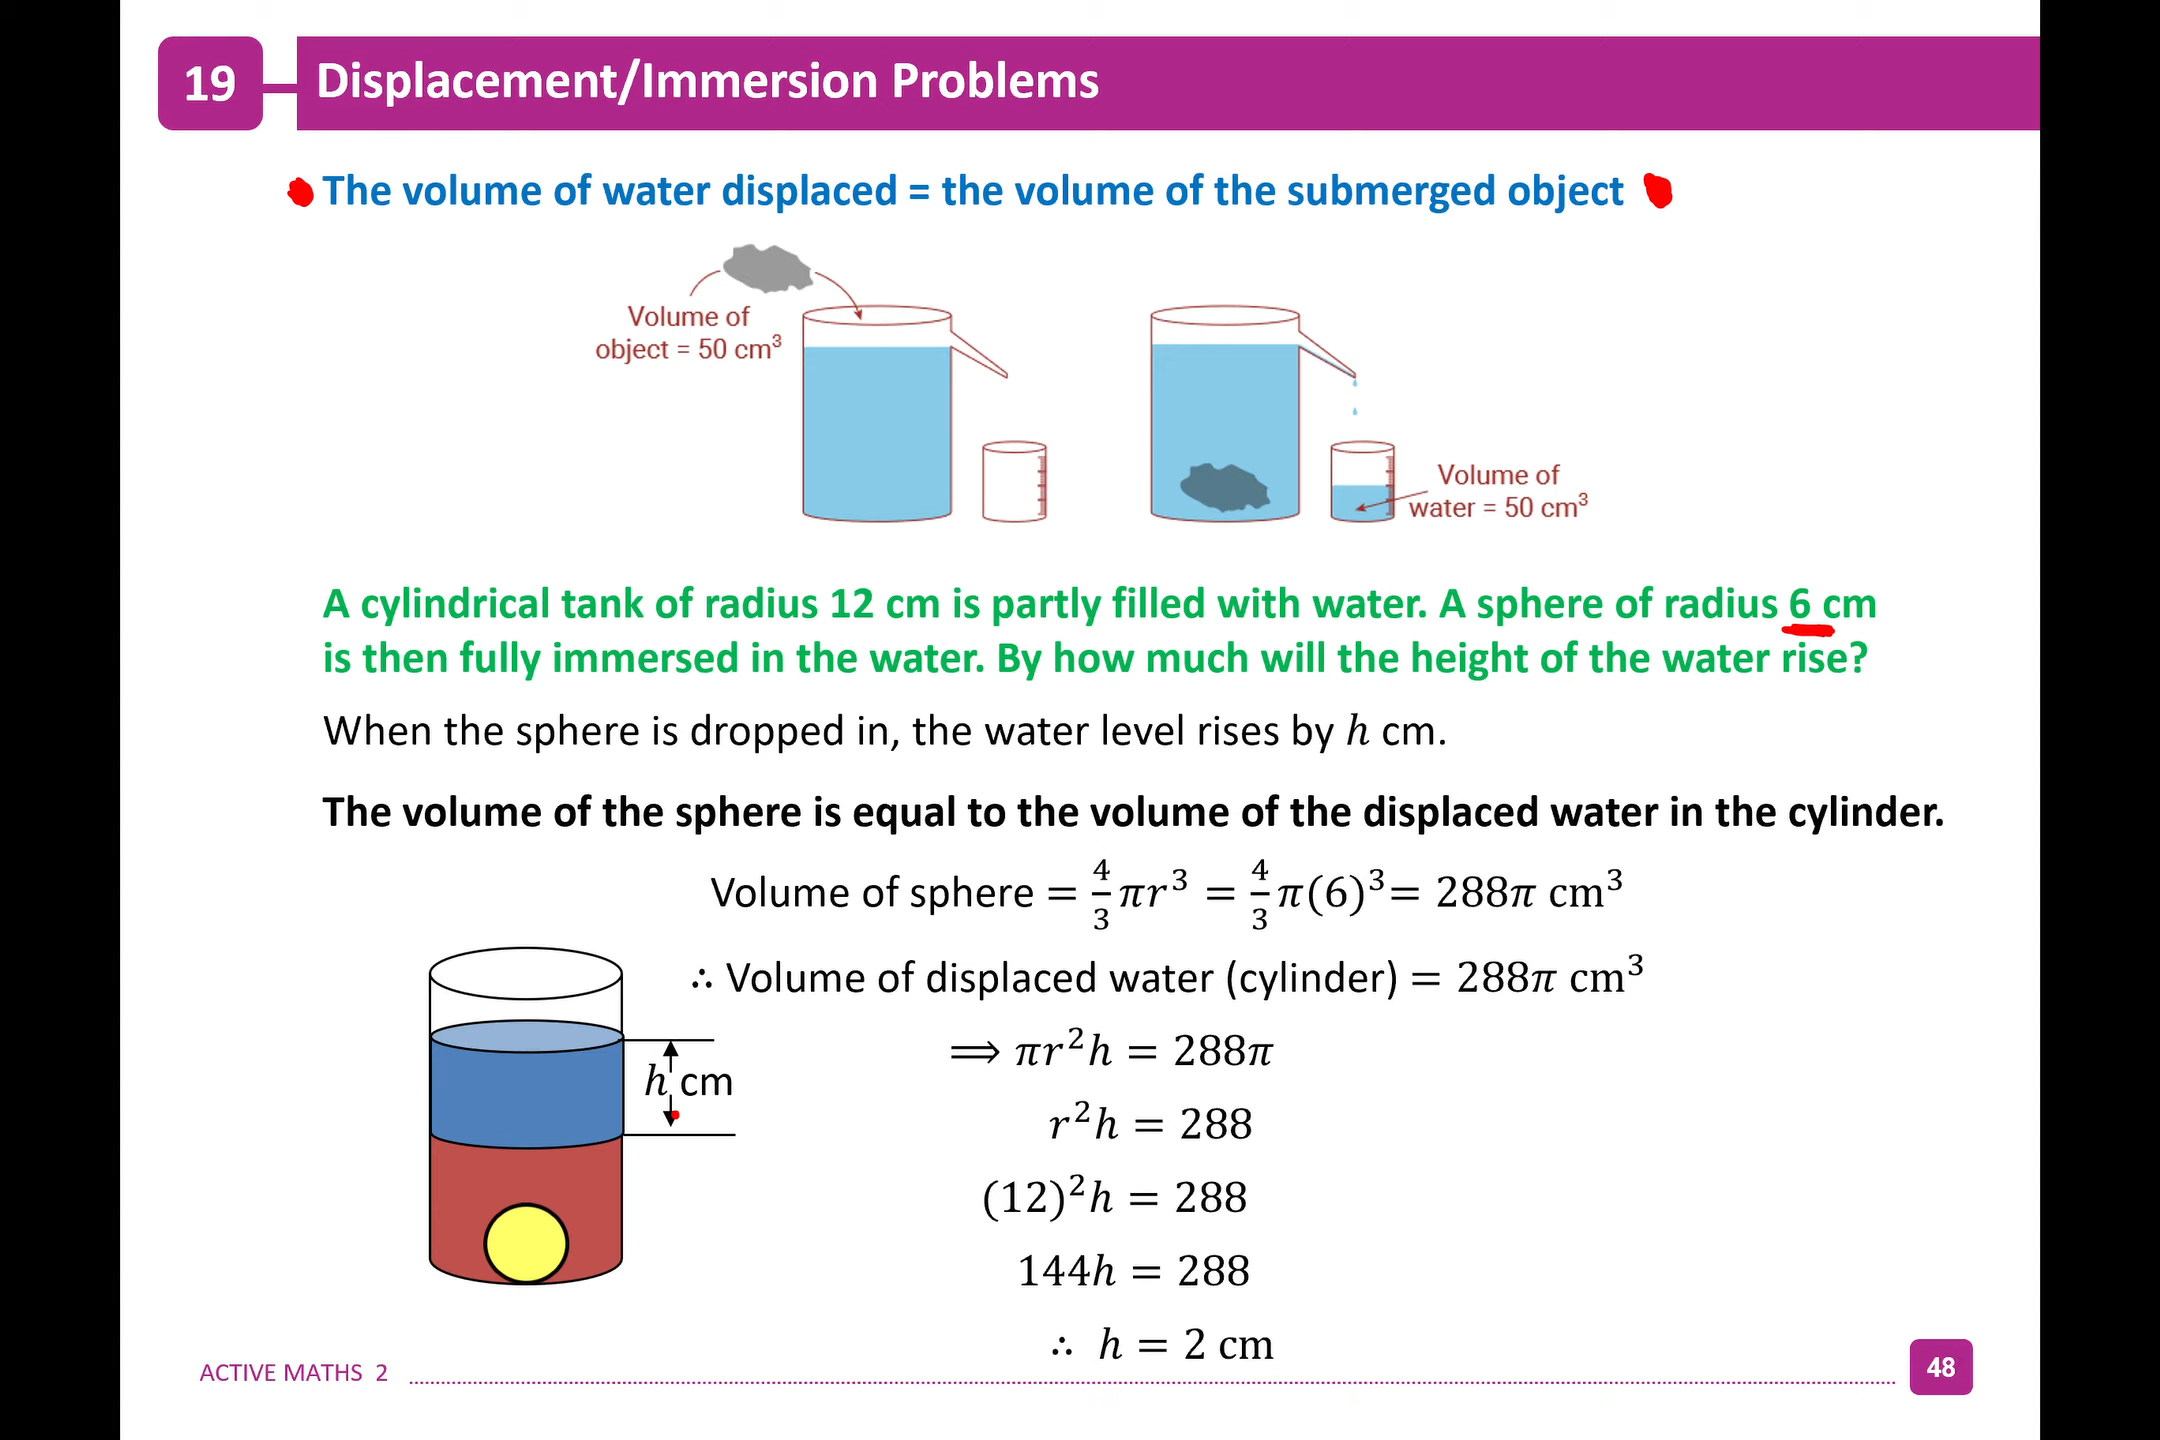 19
Displacement/Immersion Problems
The volume of water displaced = the volume of the submerged object
Volume of
object = 50 cm³
Volume of
water = 50 cm³
A cylindrical tank of radius 12 cm is partly filled with water. A sphere of radius 6 cm
is then fully immersed in the water. By how much will the height of the water rise?
When the sphere is dropped in, the water level rises by h cm.
The volume of the sphere is equal to the volume of the displaced water in the cylinder.
Volume of sphere = 4/3 πr³ = 4/3 π(6)³= 288π cm³
∴ Volume of displaced water (cylinder) = 288π cm³
h cm
⟹ πr²h = 288π
r²h = 288
(12)²h = 288
144h = 288
∴ h = 2 cm
ACTIVE MATHS 2
48